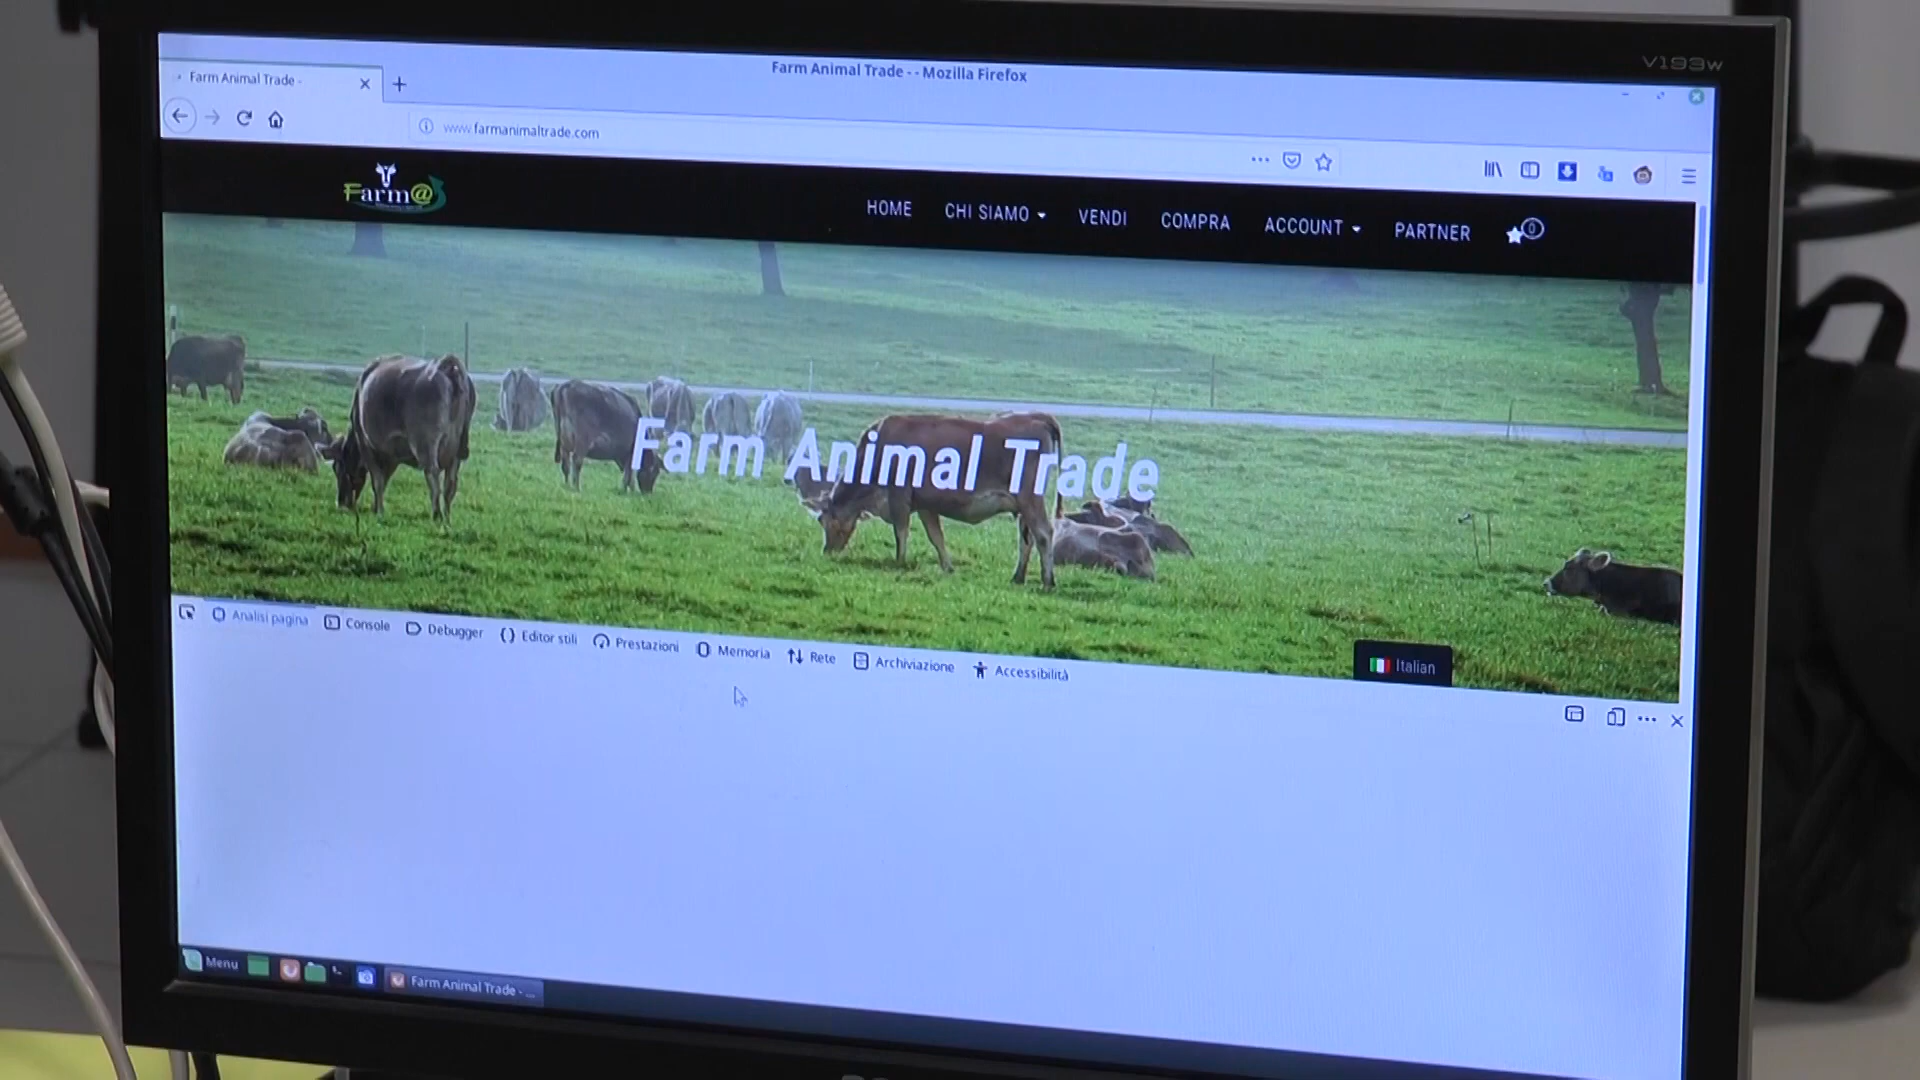 V193w
Farm Animal Trade - - Mozilla Firefox
Farm Animal Trade -
www.farmanimaltrade.com
Farm@
HOME CHI SIAMO VENDI COMPRA ACCOUNT PARTNER 0
Farm Animal Trade
Italian
Analisi pagina Console Debugger Editor stili Prestazioni Memoria Rete Archiviazione Accessibilità
Menu Farm Animal Trade - ...